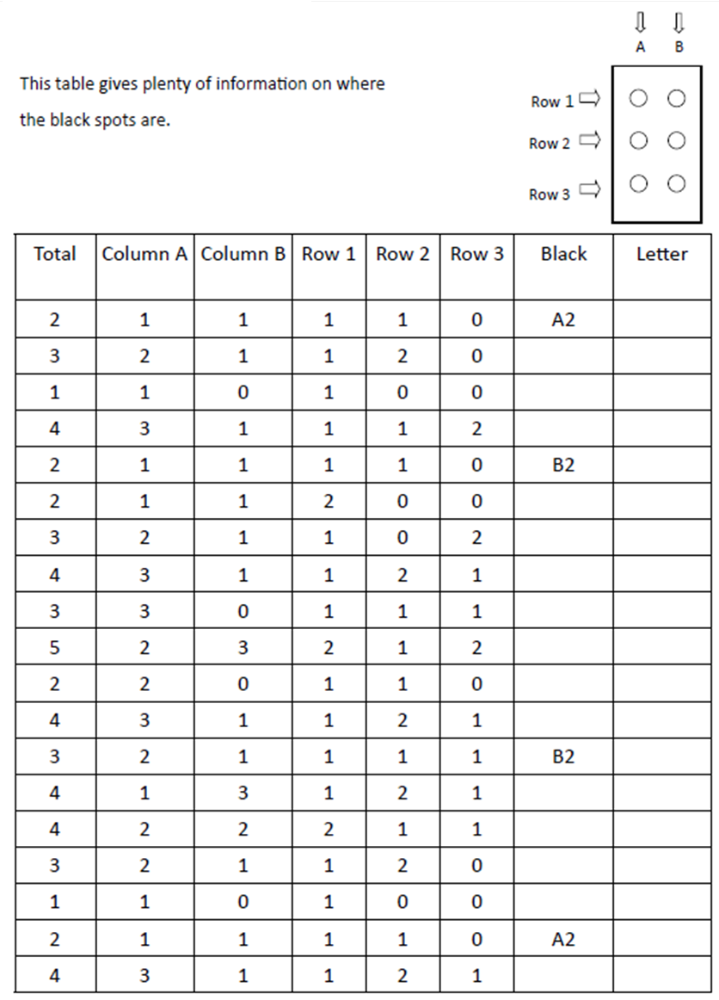 A B
This table gives plenty of information on where
the black spots are.
Row 1
Row 2
Row 3
Total Column A Column B Row 1 Row 2 Row 3 Black Letter
2 1 1 1 1 0 A2
3 2 1 1 2 0
1 1 0 1 0 0
4 3 1 1 1 2
2 1 1 1 1 0 B2
2 1 1 2 0 0
3 2 1 1 0 2
4 3 1 1 2 1
3 3 0 1 1 1
5 2 3 2 1 2
2 2 0 1 1 0
4 3 1 1 2 1
3 2 1 1 1 1 B2
4 1 3 1 2 1
4 2 2 2 1 1
3 2 1 1 2 0
1 1 0 1 0 0
2 1 1 1 1 0 A2
4 3 1 1 2 1